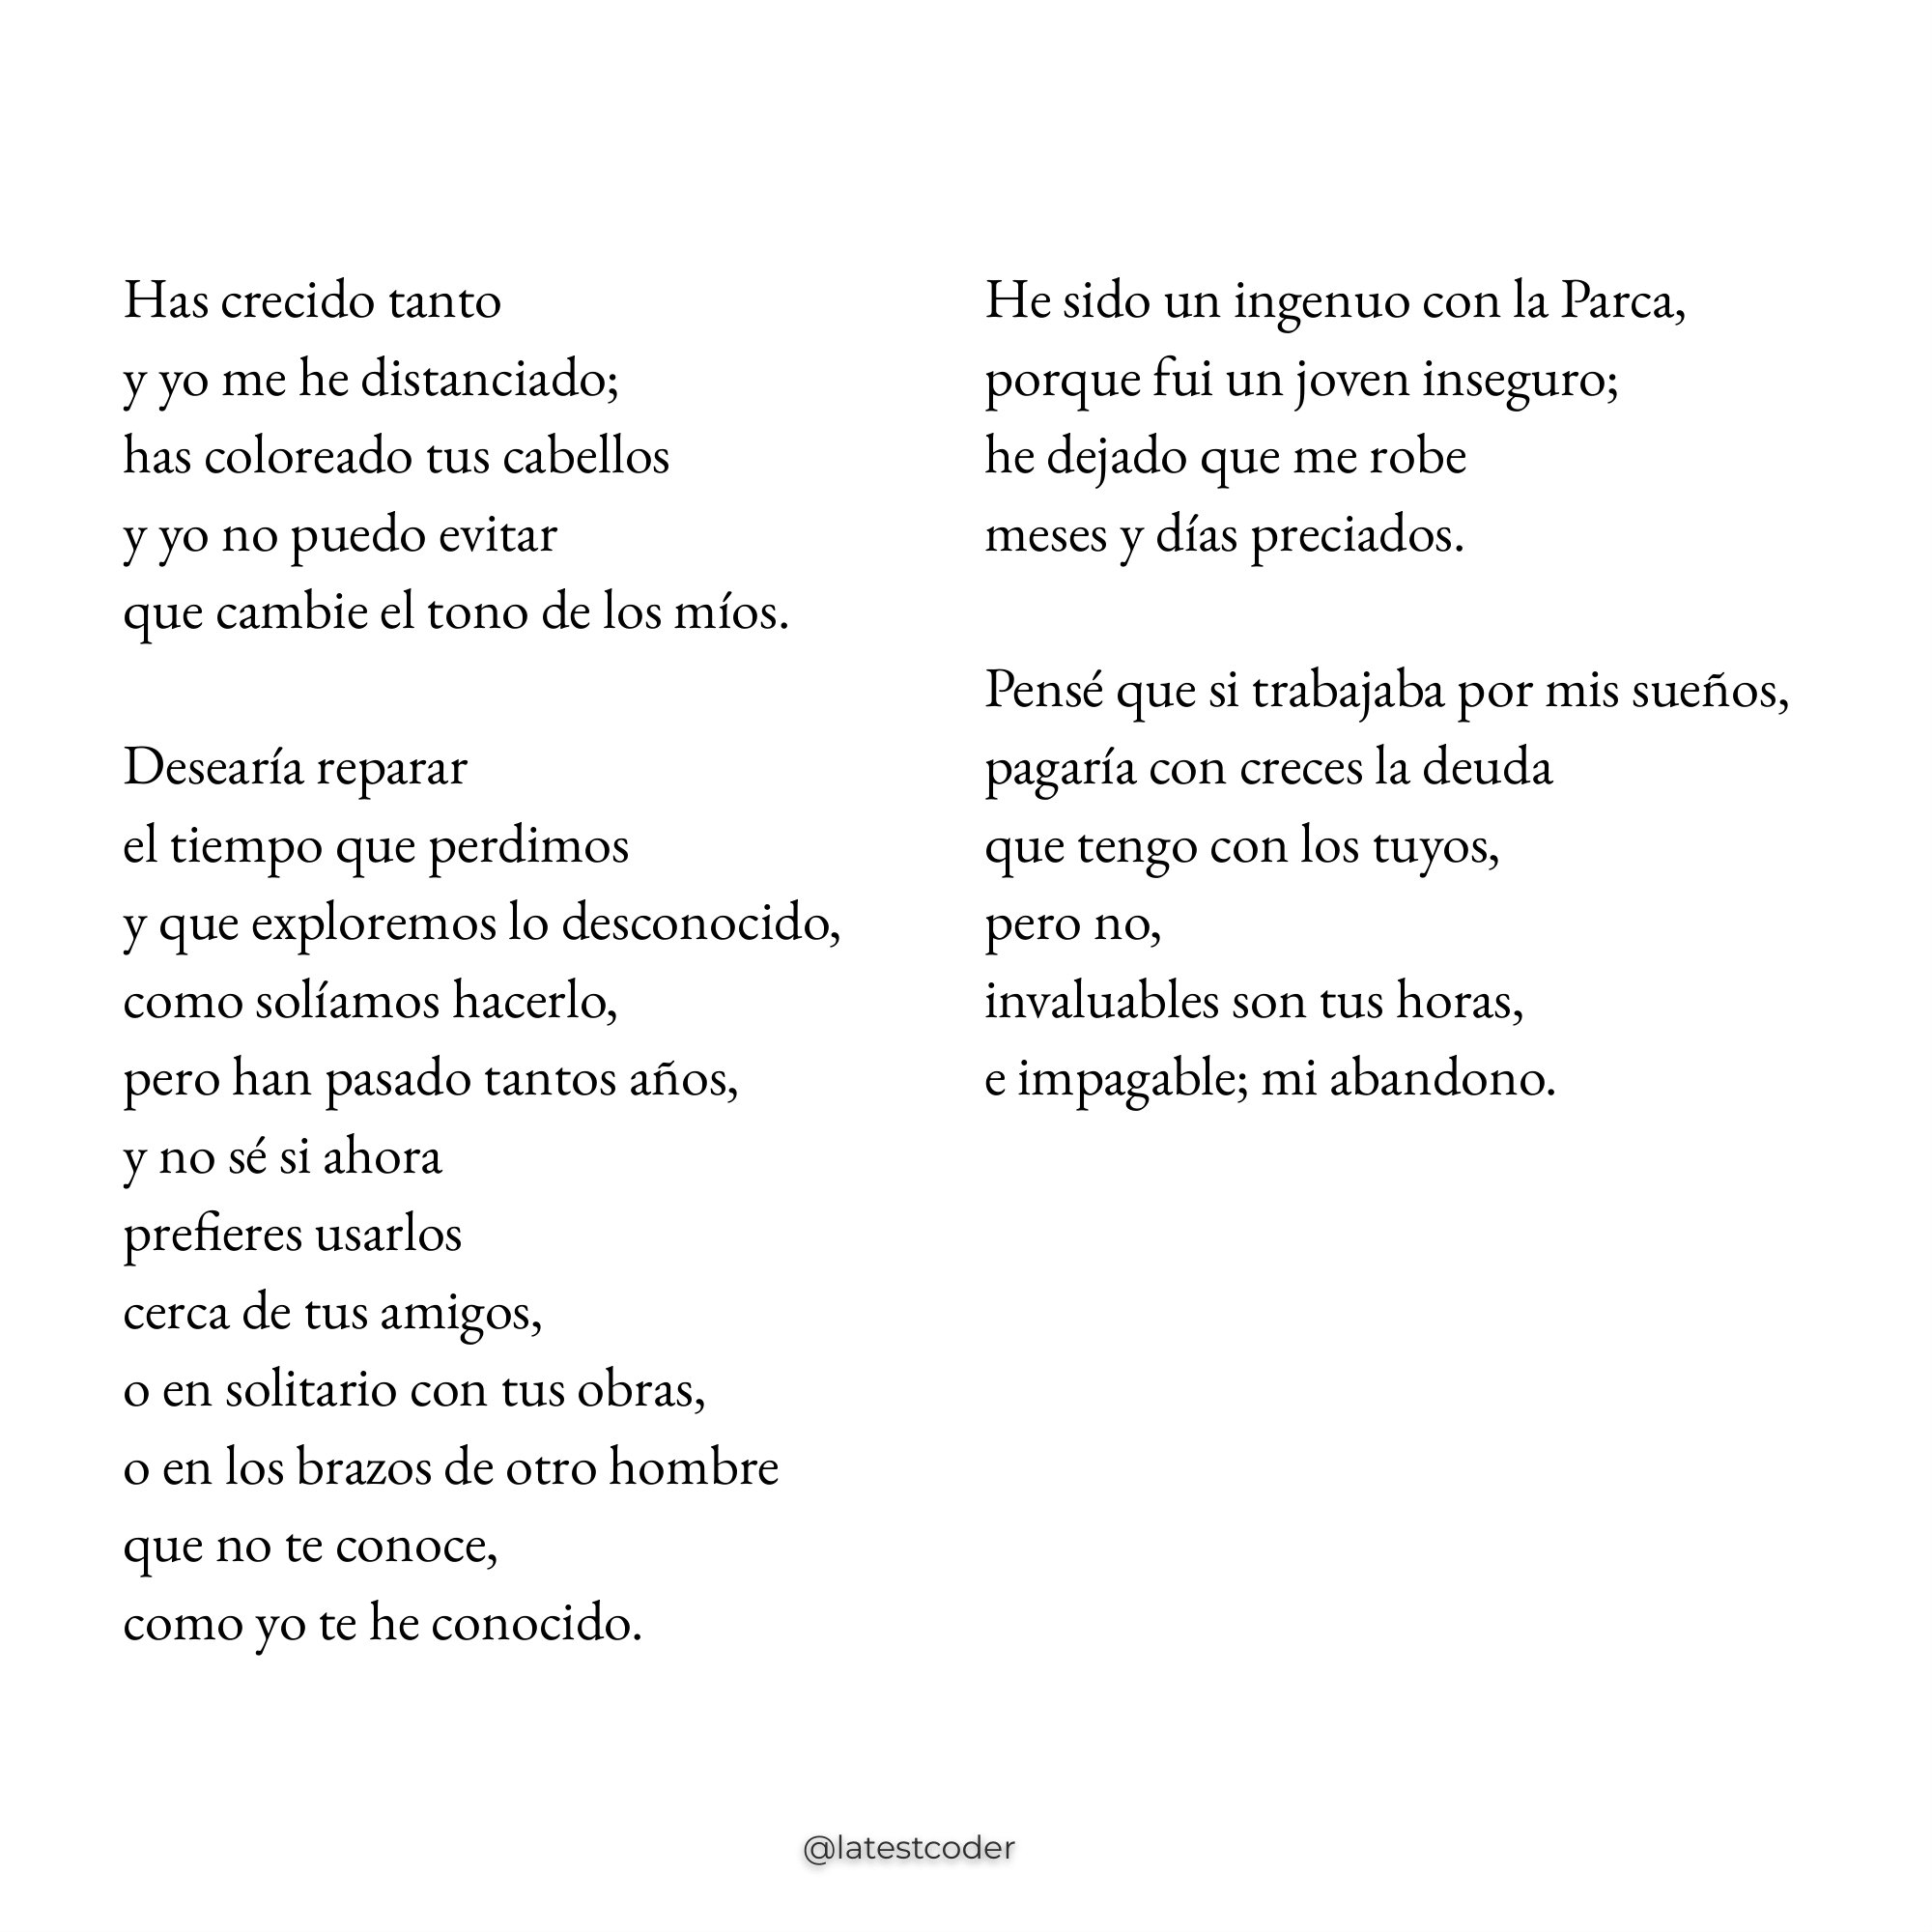 Has crecido tanto
y yo me he distanciado;
has coloreado tus cabellos
y yo no puedo evitar
que cambie el tono de los míos.
Desearía reparar
el tiempo que perdimos
y que exploremos lo desconocido,
como solíamos hacerlo,
pero han pasado tantos años,
y no sé si ahora
prefieres usarlos
cerca de tus amigos,
o en solitario con tus obras,
o en los brazos de otro hombre
que no te conoce,
como yo te he conocido.
He sido un ingenuo con la Parca,
porque fui un joven inseguro;
he dejado que me robe
meses y días preciados.
Pensé que si trabajaba por mis sueños,
pagaría con creces la deuda
que tengo con los tuyos,
pero no,
invaluables son tus horas,
e impagable; mi abandono.
@latestcoder